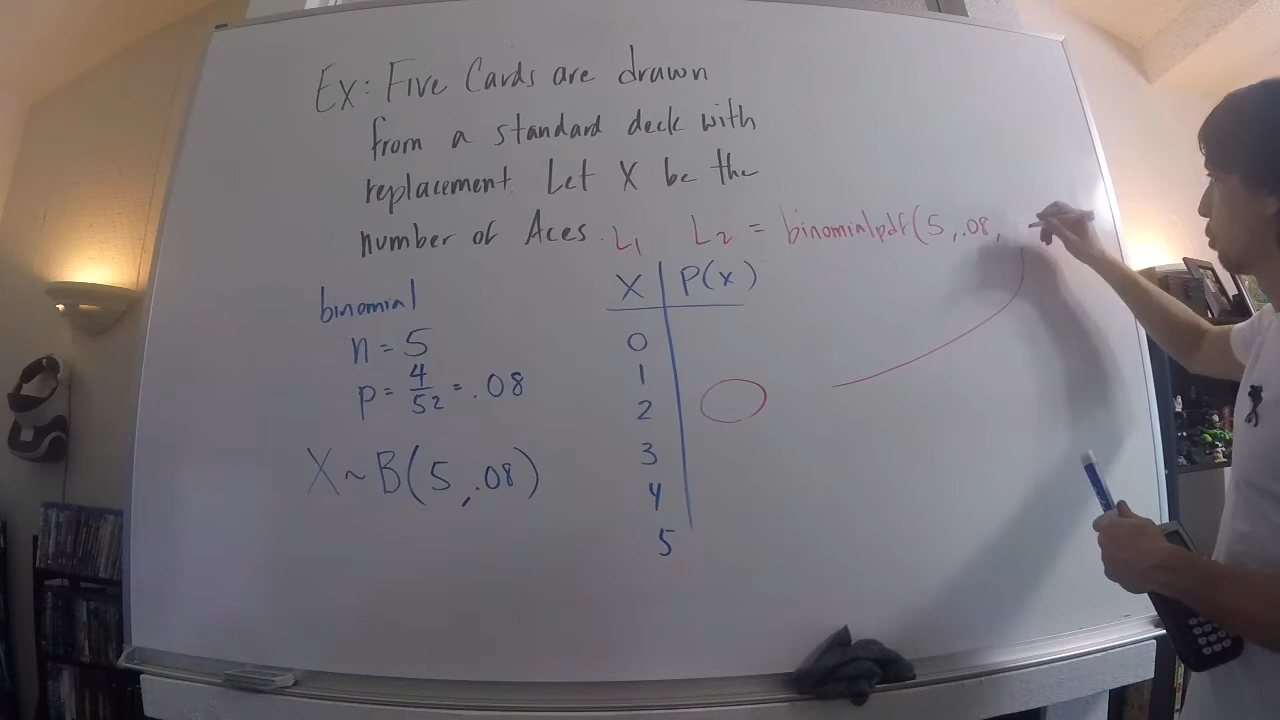 Ex: Five Cards are drawn
from a standard deck with
replacement. Let X be the
number of Aces.
L1 L2 = binomialpdf(5, .08,
binomial
n = 5
p = 4/52 = .08
X ~ B(5, .08)
X P(x)
0
1
2
3
4
5